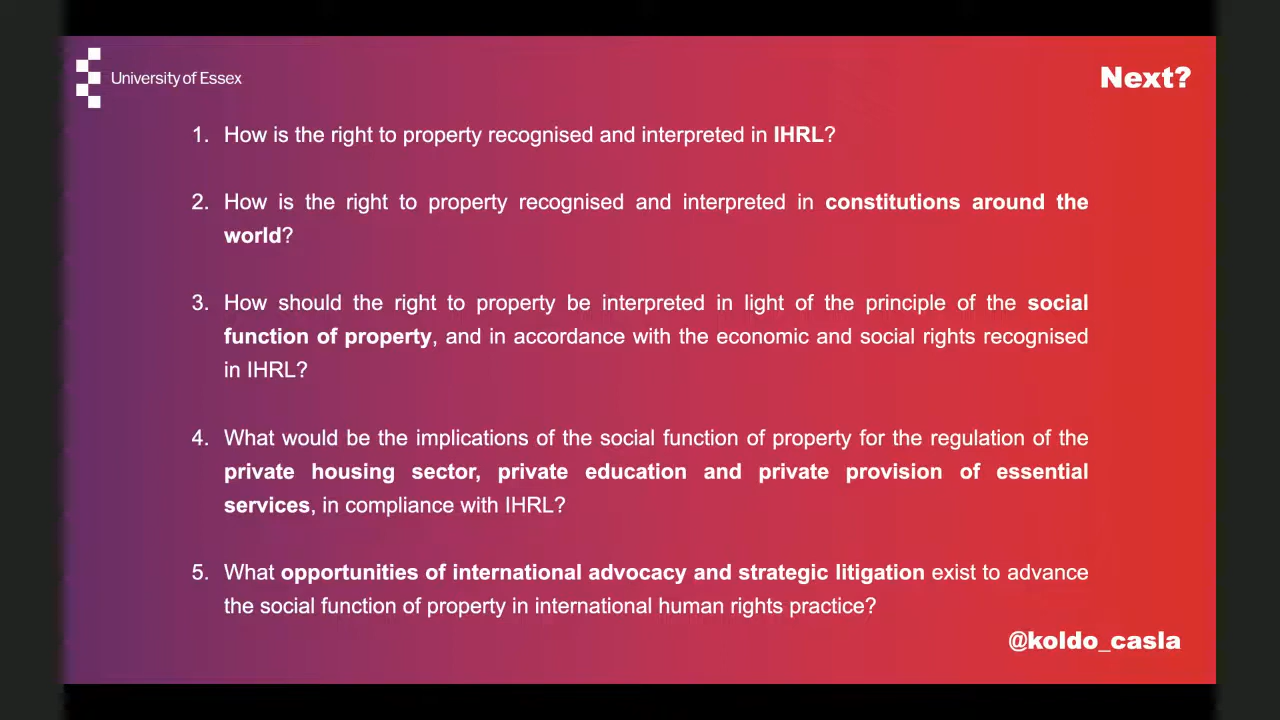 University of Essex
Next?
1. How is the right to property recognised and interpreted in IHRL?
2. How is the right to property recognised and interpreted in constitutions around the
world?
3. How should the right to property be interpreted in light of the principle of the social
function of property, and in accordance with the economic and social rights recognised
in IHRL?
4. What would be the implications of the social function of property for the regulation of the
private housing sector, private education and private provision of essential
services, in compliance with IHRL?
5. What opportunities of international advocacy and strategic litigation exist to advance
the social function of property in international human rights practice?
@koldo_casla